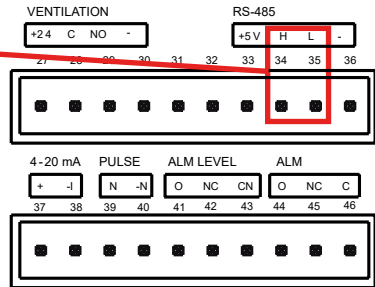 VENTILATION RS-485
+24 C NO - +5V H L -
27 28 29 30 31 32 33 34 35 36
4-20 mA PULSE ALM LEVEL ALM
+ -I N -N O NC CN O NC C
37 38 39 40 41 42 43 44 45 46